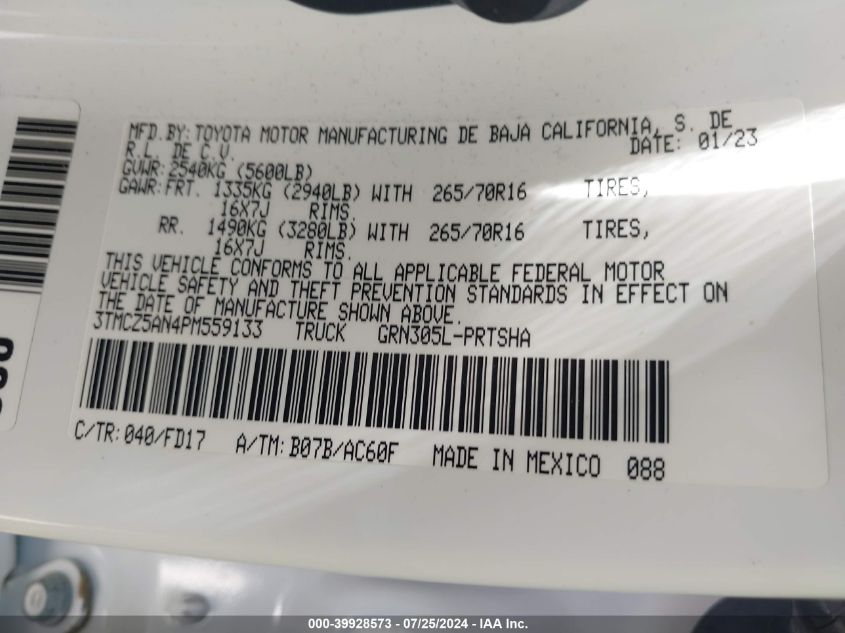 MFD. BY: TOYOTA MOTOR MANUFACTURING DE BAJA CALIFORNIA, S. DE
R.L. DE C.V. DATE: 01/23
GVWR: 2540KG (5600LB)
GAWR: FRT. 1335KG (2940LB) WITH 265/70R16 TIRES,
16X7J RIMS.
RR. 1490KG (3280LB) WITH 265/70R16 TIRES,
16X7J RIMS.
THIS VEHICLE CONFORMS TO ALL APPLICABLE FEDERAL MOTOR
VEHICLE SAFETY AND THEFT PREVENTION STANDARDS IN EFFECT ON
THE DATE OF MANUFACTURE SHOWN ABOVE.
3TMCZ5AN4PM559133 TRUCK GRN305L-PRTSHA
C/TR: 040/FD17 A/TM: B07B/AC60F MADE IN MEXICO 088
000-39928573 - 07/25/2024 - IAA Inc.